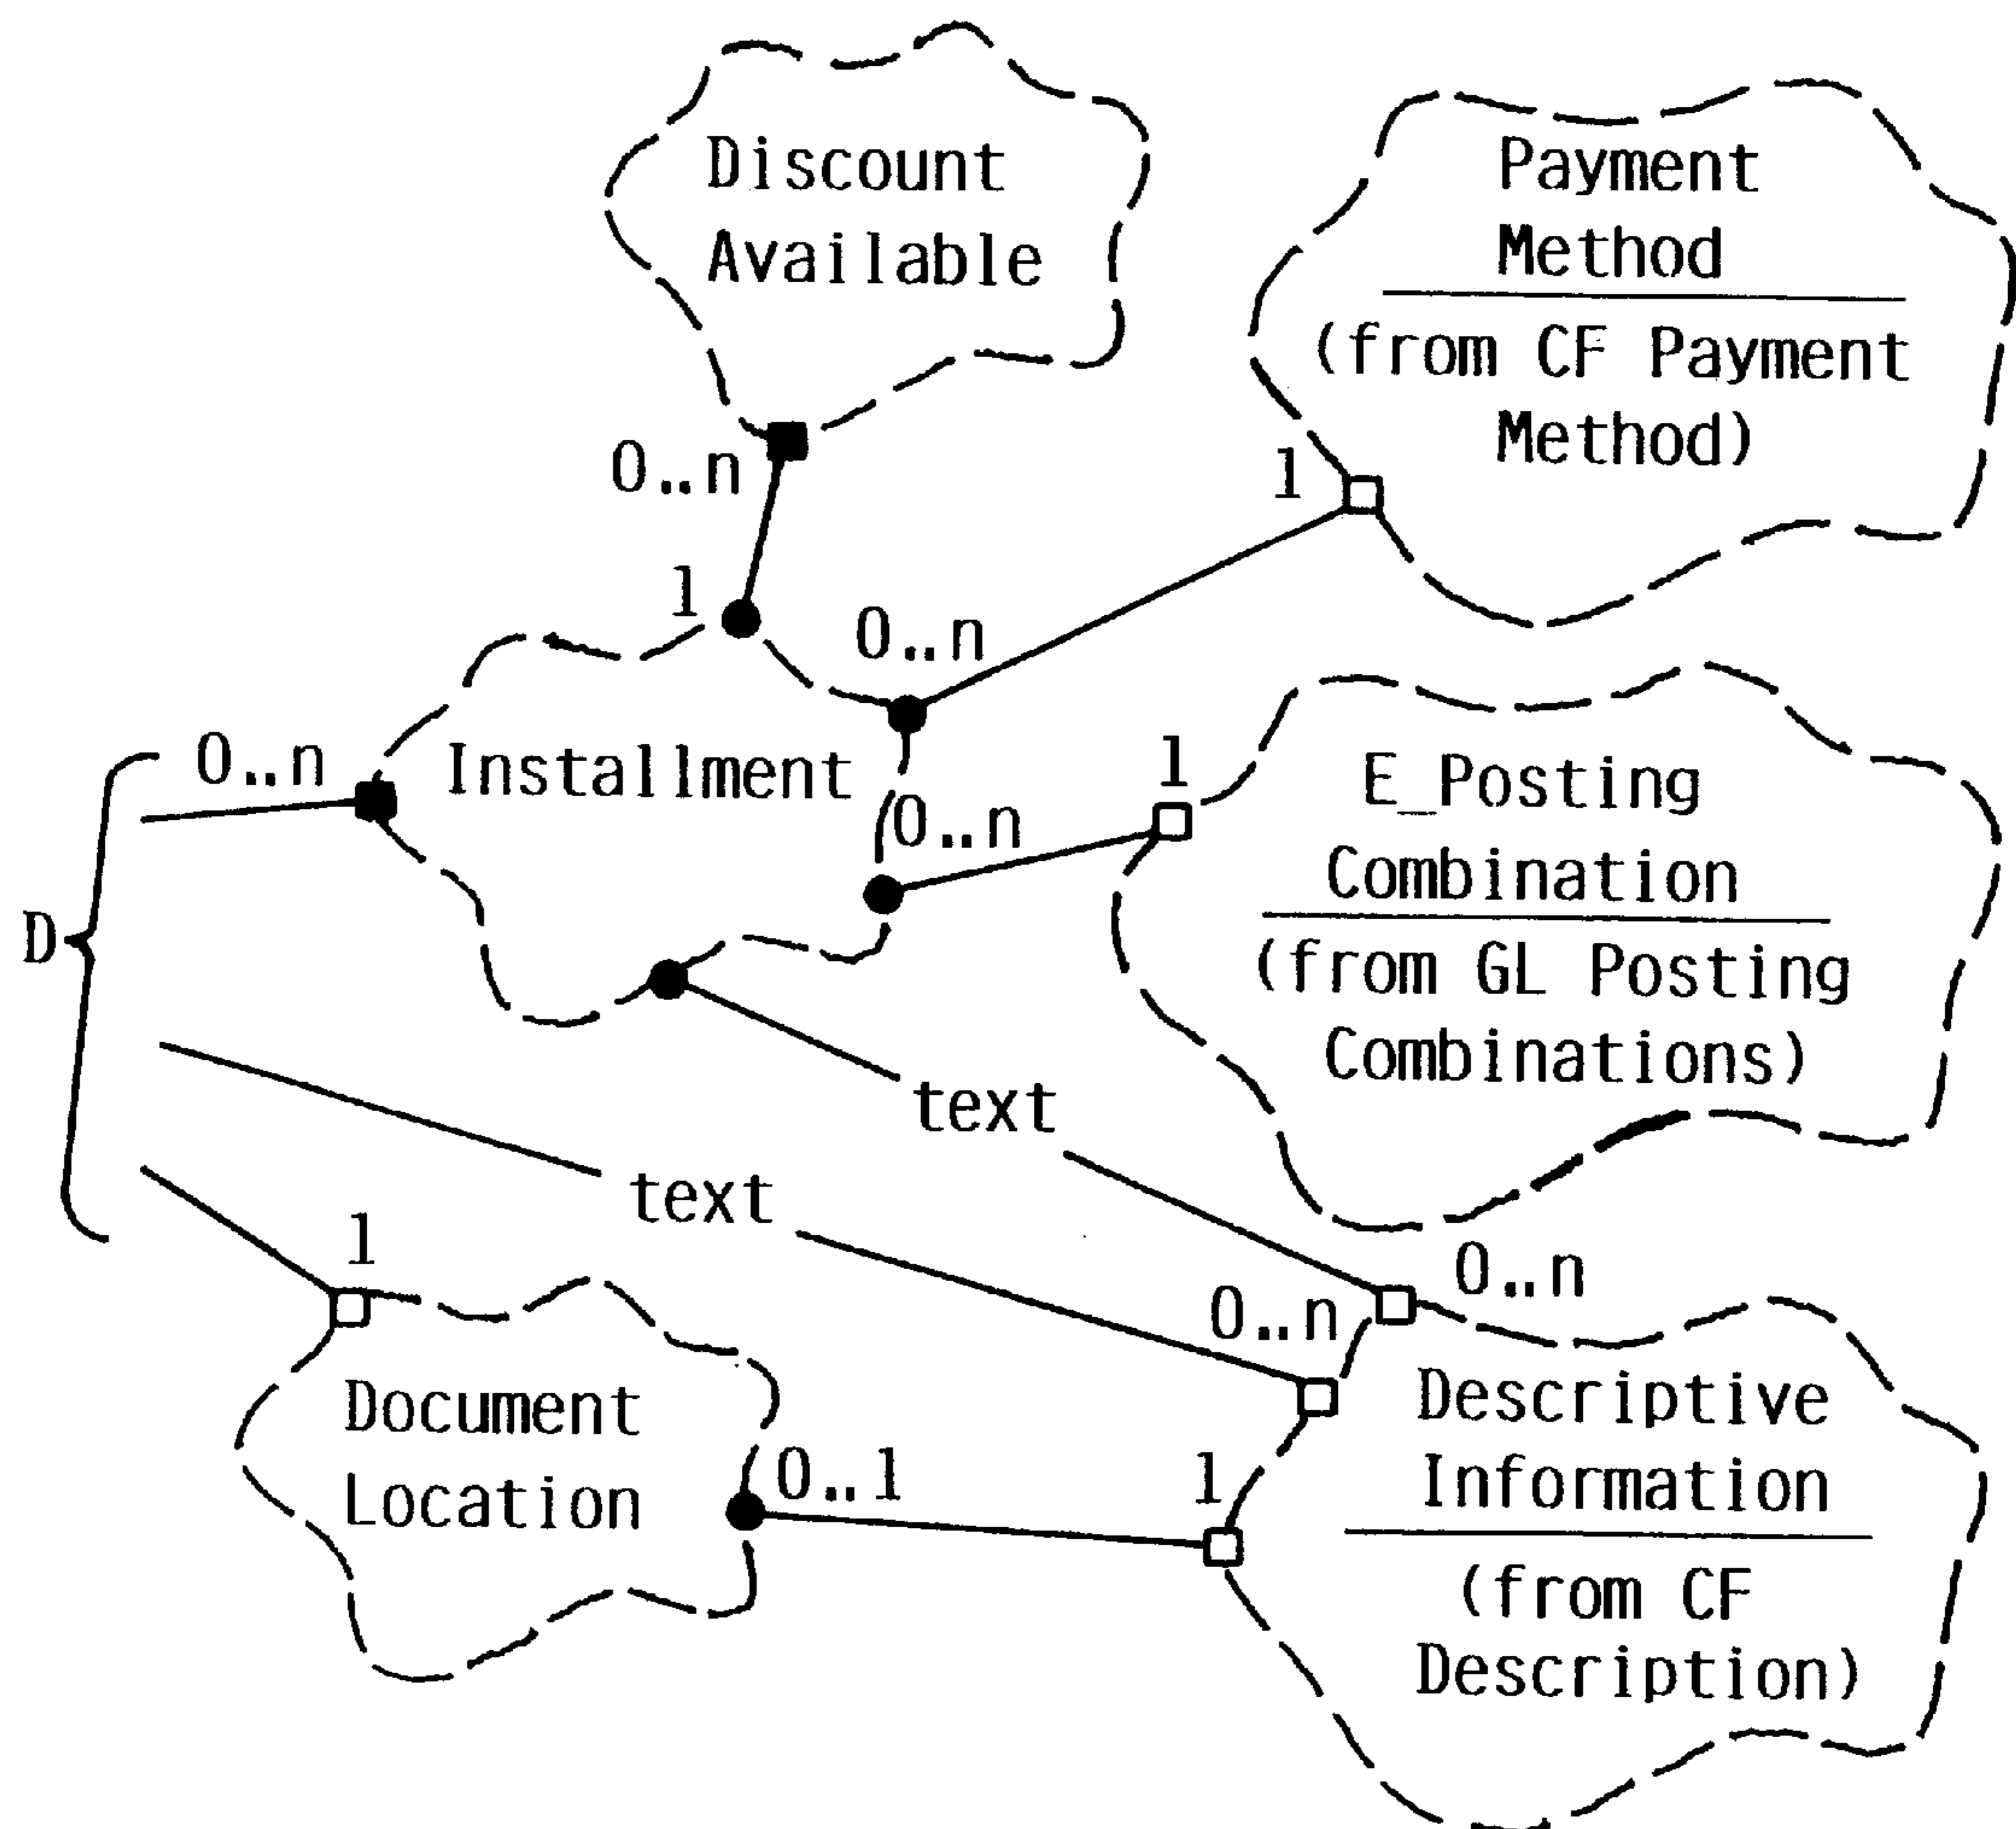 Discount
Available
0..n
1
Payment
Method
(from CF Payment
Method)
1
0..n
0..n
Installment
0..n
1
E_Posting
Combination
(from GL Posting
Combinations)
D
text
text
1
0..n
0..n
Document
Location
0..1
1
Descriptive
Information
(from CF
Description)